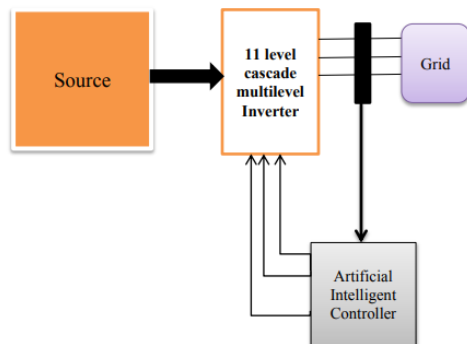 Source
11 level
cascade
multilevel
Inverter
Grid
Artificial
Intelligent
Controller